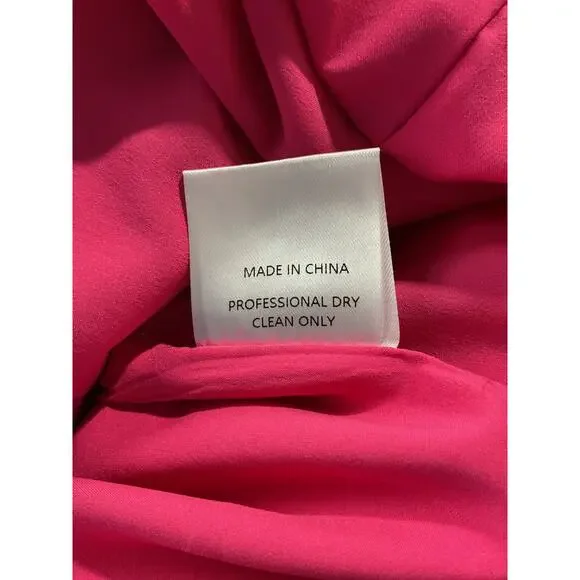 MADE IN CHINA
PROFESSIONAL DRY
CLEAN ONLY